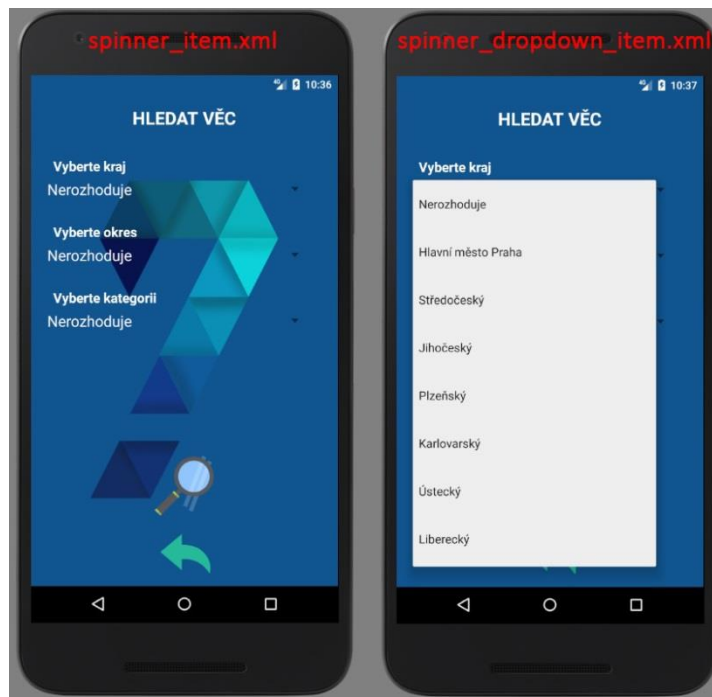 spinner_item.xml
10:36
HLEDAT VĚC
Vyberte kraj
Nerozhoduje
Vyberte okres
Nerozhoduje
Vyberte kategorii
Nerozhoduje
spinner_dropdown_item.xml
10:37
HLEDAT VĚC
Vyberte kraj
Nerozhoduje
Hlavní město Praha
Středočeský
Jihočeský
Plzeňský
Karlovarský
Ústecký
Liberecký